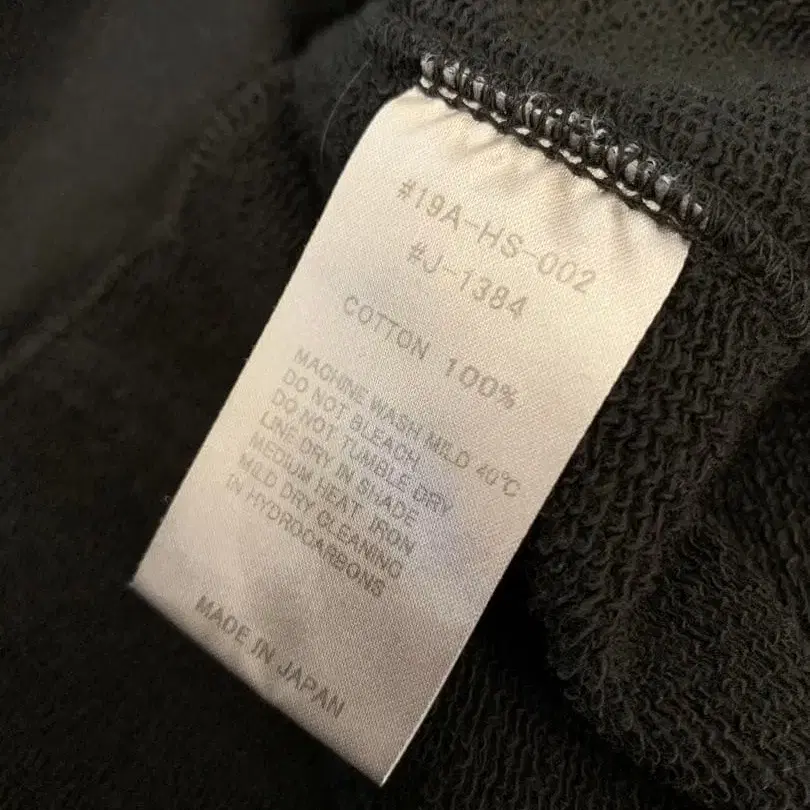 #19A-HS-002
#J-1384
COTTON 100%
MACHINE WASH MILD 40℃
DO NOT BLEACH
DO NOT TUMBLE DRY
LINE DRY IN SHADE
MEDIUM HEAT IRON
MILD DRY CLEANING
IN HYDROCARBONS
MADE IN JAPAN